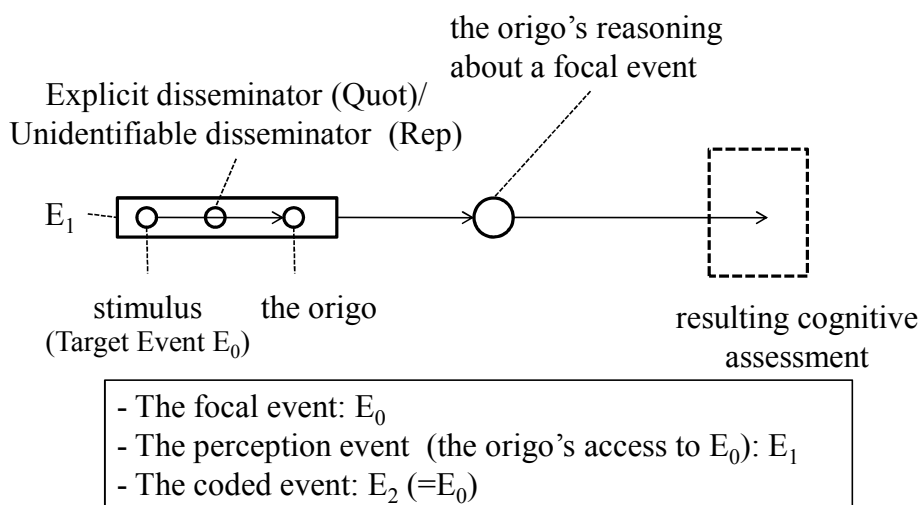 the origo's reasoning
about a focal event
Explicit disseminator (Quot)/
Unidentifiable disseminator (Rep)
E₁
stimulus
(Target Event E₀)
the origo
resulting cognitive
assessment
- The focal event: E₀
- The perception event (the origo's access to E₀): E₁
- The coded event: E₂ (=E₀)